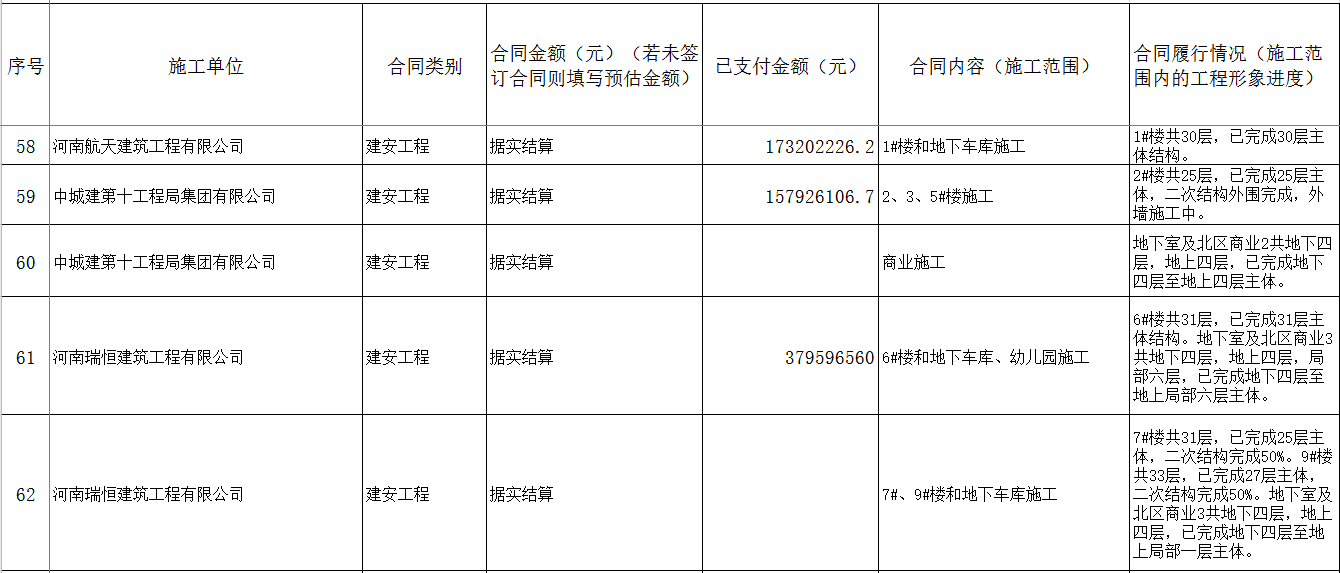 序号
施工单位
合同类别
合同金额（元）（若未签
订合同则填写预估金额）
已支付金额（元）
合同内容（施工范围）
合同履行情况（施工范
围内的工程形象进度）
58
河南航天建筑工程有限公司
建安工程
据实结算
173202226.2
1#楼和地下车库施工
1#楼共30层，已完成30层主
体结构。
59
中城建第十工程局集团有限公司
建安工程
据实结算
157926106.7
2、3、5#楼施工
2#楼共25层，已完成25层主
体，二次结构外围完成，外
墙施工中。
60
中城建第十工程局集团有限公司
建安工程
据实结算
商业施工
地下室及北区商业2共地下四
层，地上四层，已完成地下
四层至地上四层主体。
61
河南瑞恒建筑工程有限公司
建安工程
据实结算
379596560
6#楼和地下车库、幼儿园施工
6#楼共31层，已完成31层主
体结构。地下室及北区商业3
共地下四层，地上四层，局
部六层，已完成地下四层至
地上局部六层主体。
62
河南瑞恒建筑工程有限公司
建安工程
据实结算
7#、9#楼和地下车库施工
7#楼共31层，已完成25层主
体，二次结构完成50%。9#楼
共33层，已完成27层主体，
二次结构完成50%。地下室及
北区商业3共地下四层，地上
四层，已完成地下四层至地
上局部一层主体。